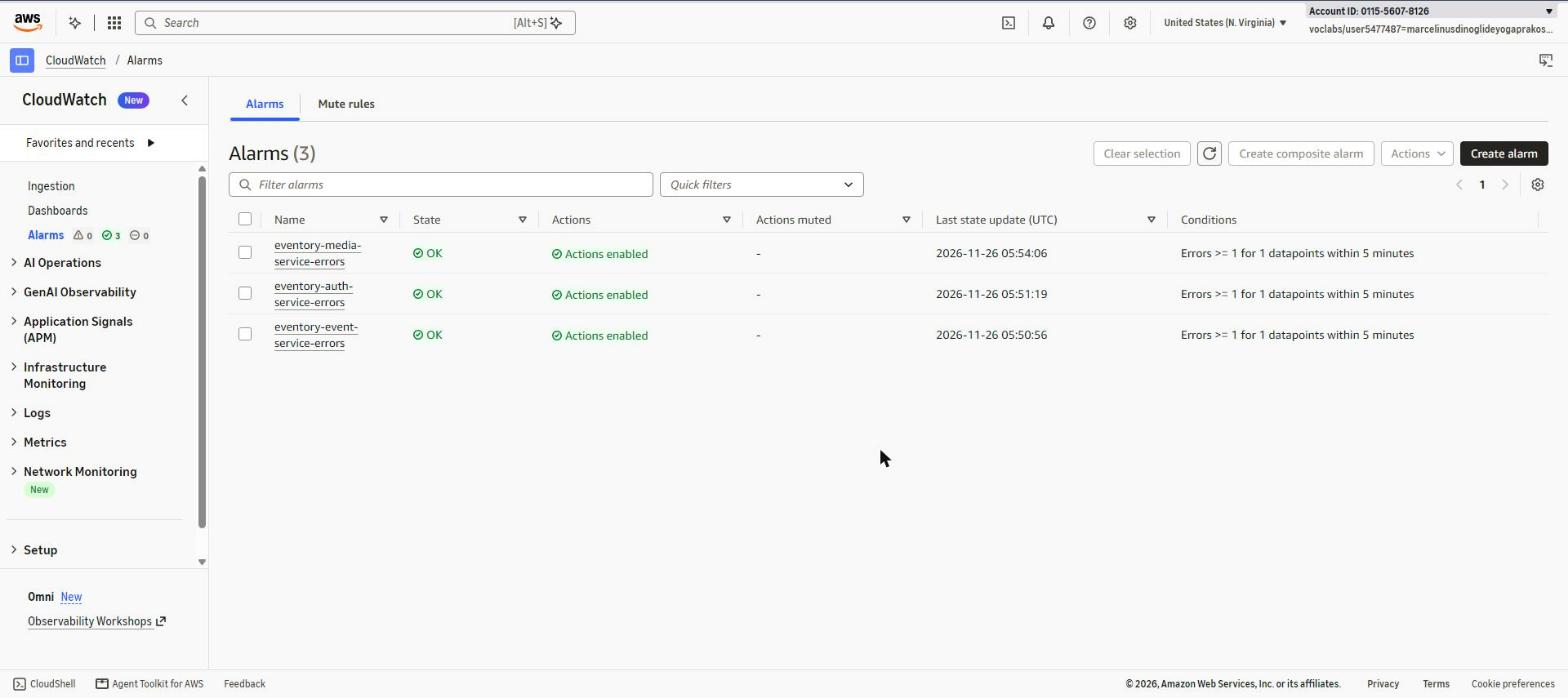 aws
Search [Alt+S]
United States (N. Virginia)
Account ID: 0115-5607-8126
voclabs/user5477487=marcelinusdinoglideyogaprakos...
CloudWatch / Alarms
CloudWatch New
Favorites and recents
Ingestion
Dashboards
Alarms 0 3 0
AI Operations
GenAI Observability
Application Signals
(APM)
Infrastructure
Monitoring
Logs
Metrics
Network Monitoring
New
Setup
Omni New
Observability Workshops
Alarms Mute rules
Alarms (3)
Clear selection Create composite alarm Actions Create alarm
Filter alarms Quick filters 1
Name State Actions Actions muted Last state update (UTC) Conditions
eventory-media-
service-errors
OK Actions enabled - 2026-11-26 05:54:06 Errors >= 1 for 1 datapoints within 5 minutes
eventory-auth-
service-errors
OK Actions enabled - 2026-11-26 05:51:19 Errors >= 1 for 1 datapoints within 5 minutes
eventory-event-
service-errors
OK Actions enabled - 2026-11-26 05:50:56 Errors >= 1 for 1 datapoints within 5 minutes
CloudShell Agent Toolkit for AWS Feedback © 2026, Amazon Web Services, Inc. or its affiliates. Privacy Terms Cookie preferences